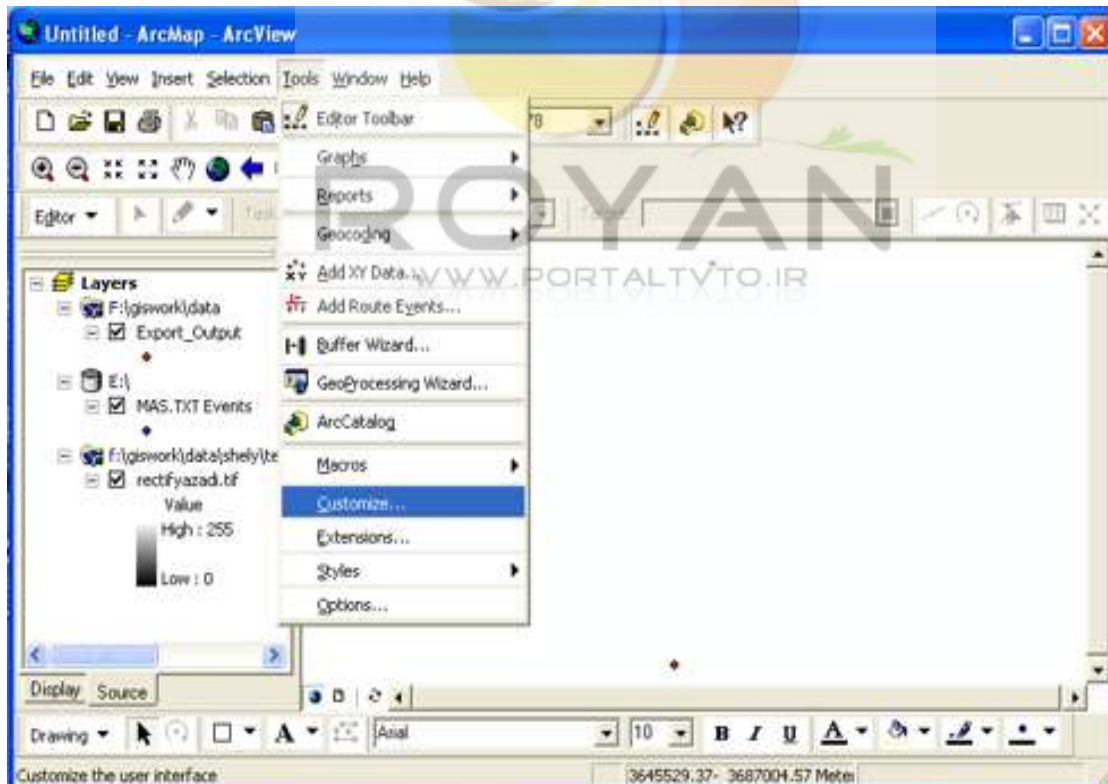 Untitled - ArcMap - ArcView
File Edit View Insert Selection Tools Window Help
Editor Toolbar
Graphs
Reports
Geocoding
Add XY Data...
Add Route Events...
Buffer Wizard...
GeoProcessing Wizard...
ArcCatalog
Macros
Customize...
Extensions...
Styles
Options...
Editor
Layers
F:\giswork\data
Export_Output
E:\
MAS.TXT Events
f:\giswork\data\shely\te
rectifyazadi.tif
Value
High : 255
Low : 0
ROYAN
WWW.PORTALTVTO.IR
Display Source
Drawing A Arial 10 B I U A
Customize the user interface
3645529.37- 3687004.57 Meter